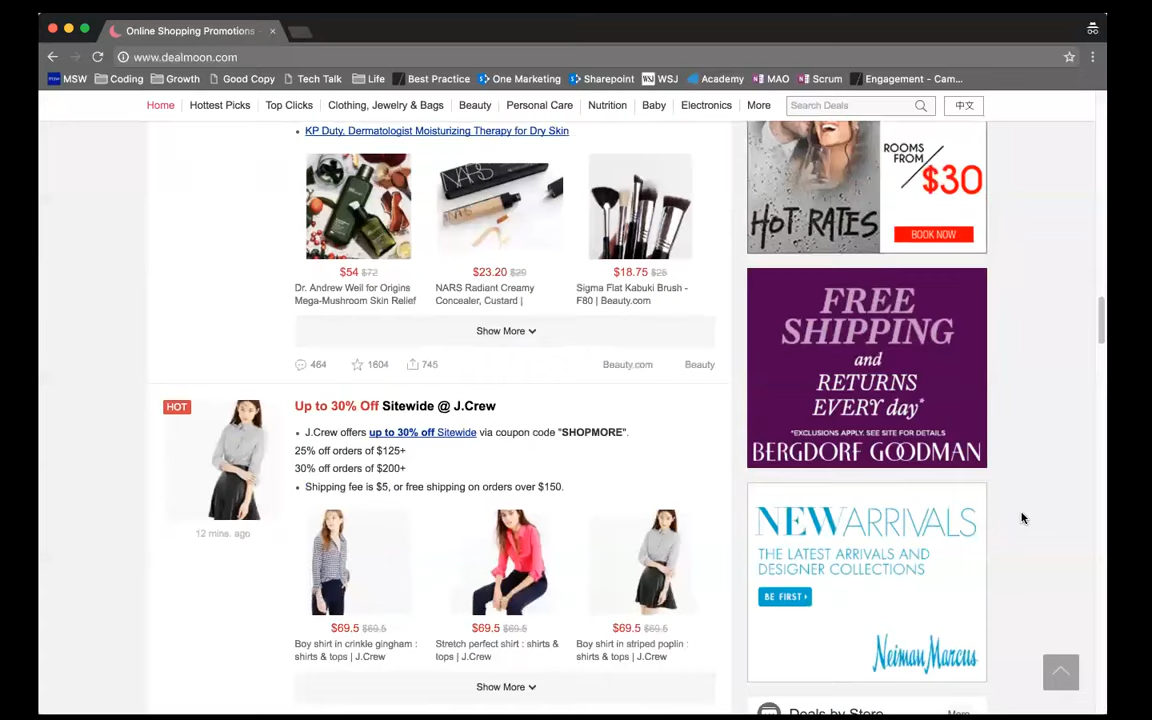 Online Shopping Promotions
www.dealmoon.com
MSW Coding Growth Good Copy Tech Talk Life Best Practice One Marketing Sharepoint WSJ WSJ Academy MAO Scrum Engagement - Cam...
Home Hottest Picks Top Clicks Clothing, Jewelry & Bags Beauty Personal Care Nutrition Baby Electronics More Search Deals 中文
• KP Duty, Dermatologist Moisturizing Therapy for Dry Skin
NARS
$54 $72
Dr. Andrew Weil for Origins
Mega-Mushroom Skin Relief
$23.20 $29
NARS Radiant Creamy
Concealer, Custard |
$18.75 $25
Sigma Flat Kabuki Brush -
F80 | Beauty.com
Show More
464 1604 745 Beauty.com Beauty
HOT
12 mins. ago
Up to 30% Off Sitewide @ J.Crew
• J.Crew offers up to 30% off Sitewide via coupon code "SHOPMORE".
25% off orders of $125+
30% off orders of $200+
• Shipping fee is $5, or free shipping on orders over $150.
$69.5 $69.5
Boy shirt in crinkle gingham :
shirts & tops | J.Crew
$69.5 $69.5
Stretch perfect shirt : shirts &
tops | J.Crew
$69.5 $69.5
Boy shirt in striped poplin :
shirts & tops | J.Crew
Show More
HOT RATES
ROOMS
FROM
$30
BOOK NOW
FREE
SHIPPING
and
RETURNS
EVERY day*
*EXCLUSIONS APPLY. SEE SITE FOR DETAILS
BERGDORF GOODMAN
NEWARRIVALS
THE LATEST ARRIVALS AND
DESIGNER COLLECTIONS
BE FIRST ›
Neiman Marcus
Deals by Store More